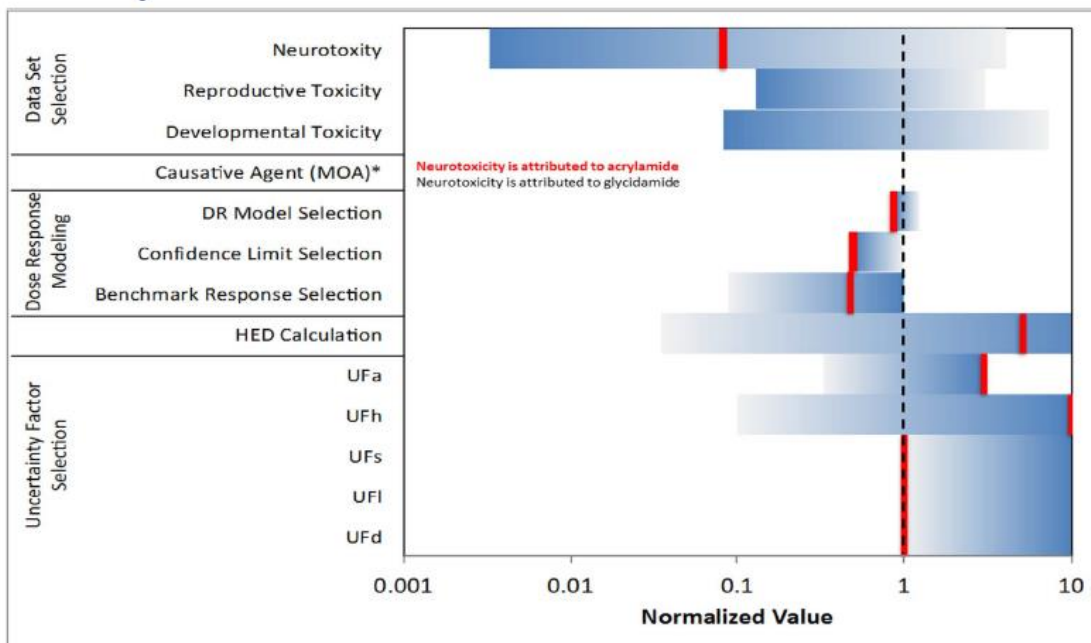 Data Set
Selection
Neurotoxity
Reproductive Toxicity
Developmental Toxicity
Causative Agent (MOA)*
Neurotoxicity is attributed to acrylamide
Neurotoxicity is attributed to glycidamide
Dose Response
Modeling
DR Model Selection
Confidence Limit Selection
Benchmark Response Selection
HED Calculation
Uncertainty Factor
Selection
UFa
UFh
UFs
UFl
UFd
0.001 0.01 0.1 1 10
Normalized Value